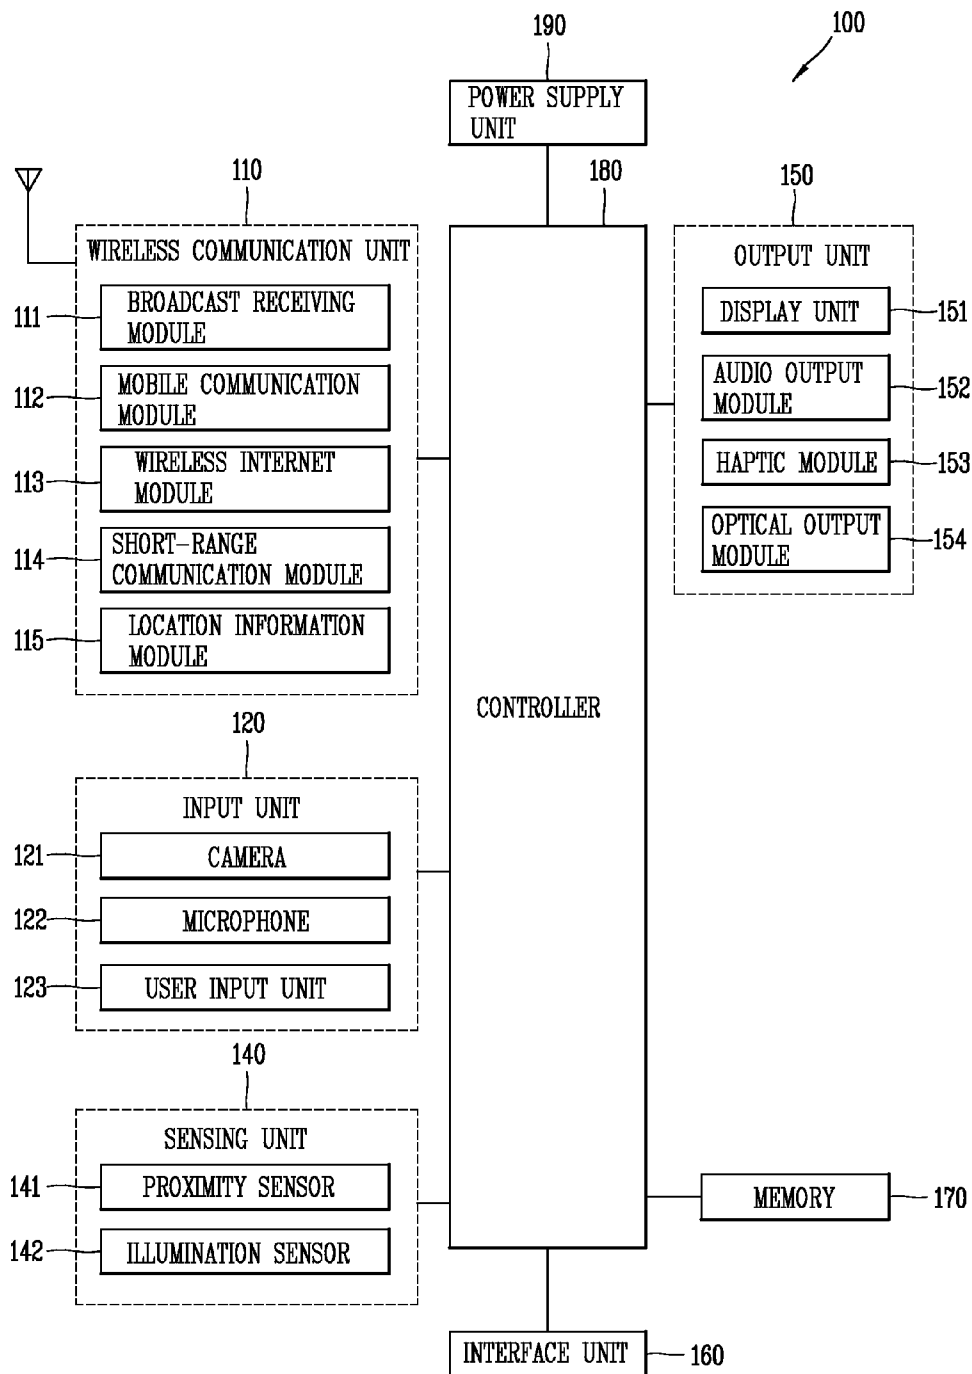 190
100
POWER SUPPLY
UNIT
110
180
150
WIRELESS COMMUNICATION UNIT
111
BROADCAST RECEIVING
MODULE
112
MOBILE COMMUNICATION
MODULE
113
WIRELESS INTERNET
MODULE
114
SHORT-RANGE
COMMUNICATION MODULE
115
LOCATION INFORMATION
MODULE
OUTPUT UNIT
DISPLAY UNIT
151
AUDIO OUTPUT
MODULE
152
HAPTIC MODULE
153
OPTICAL OUTPUT
MODULE
154
CONTROLLER
120
INPUT UNIT
121
CAMERA
122
MICROPHONE
123
USER INPUT UNIT
140
SENSING UNIT
141
PROXIMITY SENSOR
142
ILLUMINATION SENSOR
MEMORY
170
INTERFACE UNIT
160